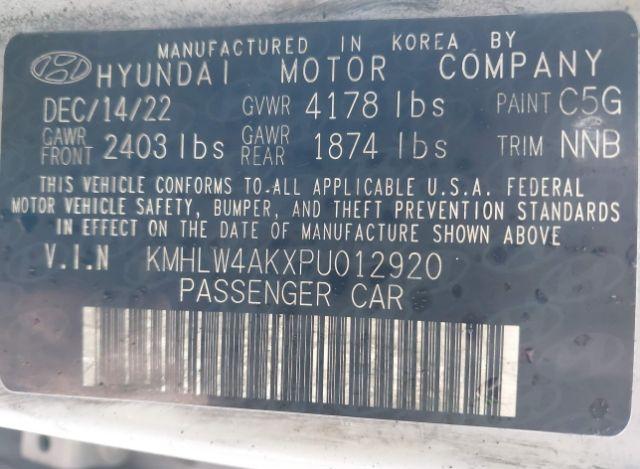 MANUFACTURED IN KOREA BY
HYUNDAI MOTOR COMPANY
DEC/14/22 GVWR 4178 lbs PAINT C5G
GAWR FRONT 2403 lbs GAWR REAR 1874 lbs TRIM NNB
THIS VEHICLE CONFORMS TO ALL APPLICABLE U.S.A. FEDERAL
MOTOR VEHICLE SAFETY, BUMPER, AND THEFT PREVENTION STANDARDS
IN EFFECT ON THE DATE OF MANUFACTURE SHOWN ABOVE
V.I.N KMHLW4AKXPU012920
PASSENGER CAR